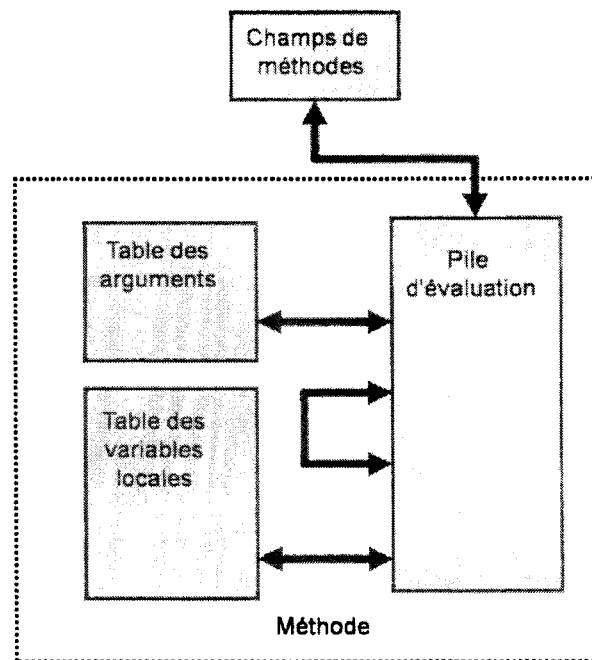 Champs de
méthodes
Table des
arguments
Pile
d'évaluation
Table des
variables
locales
Méthode